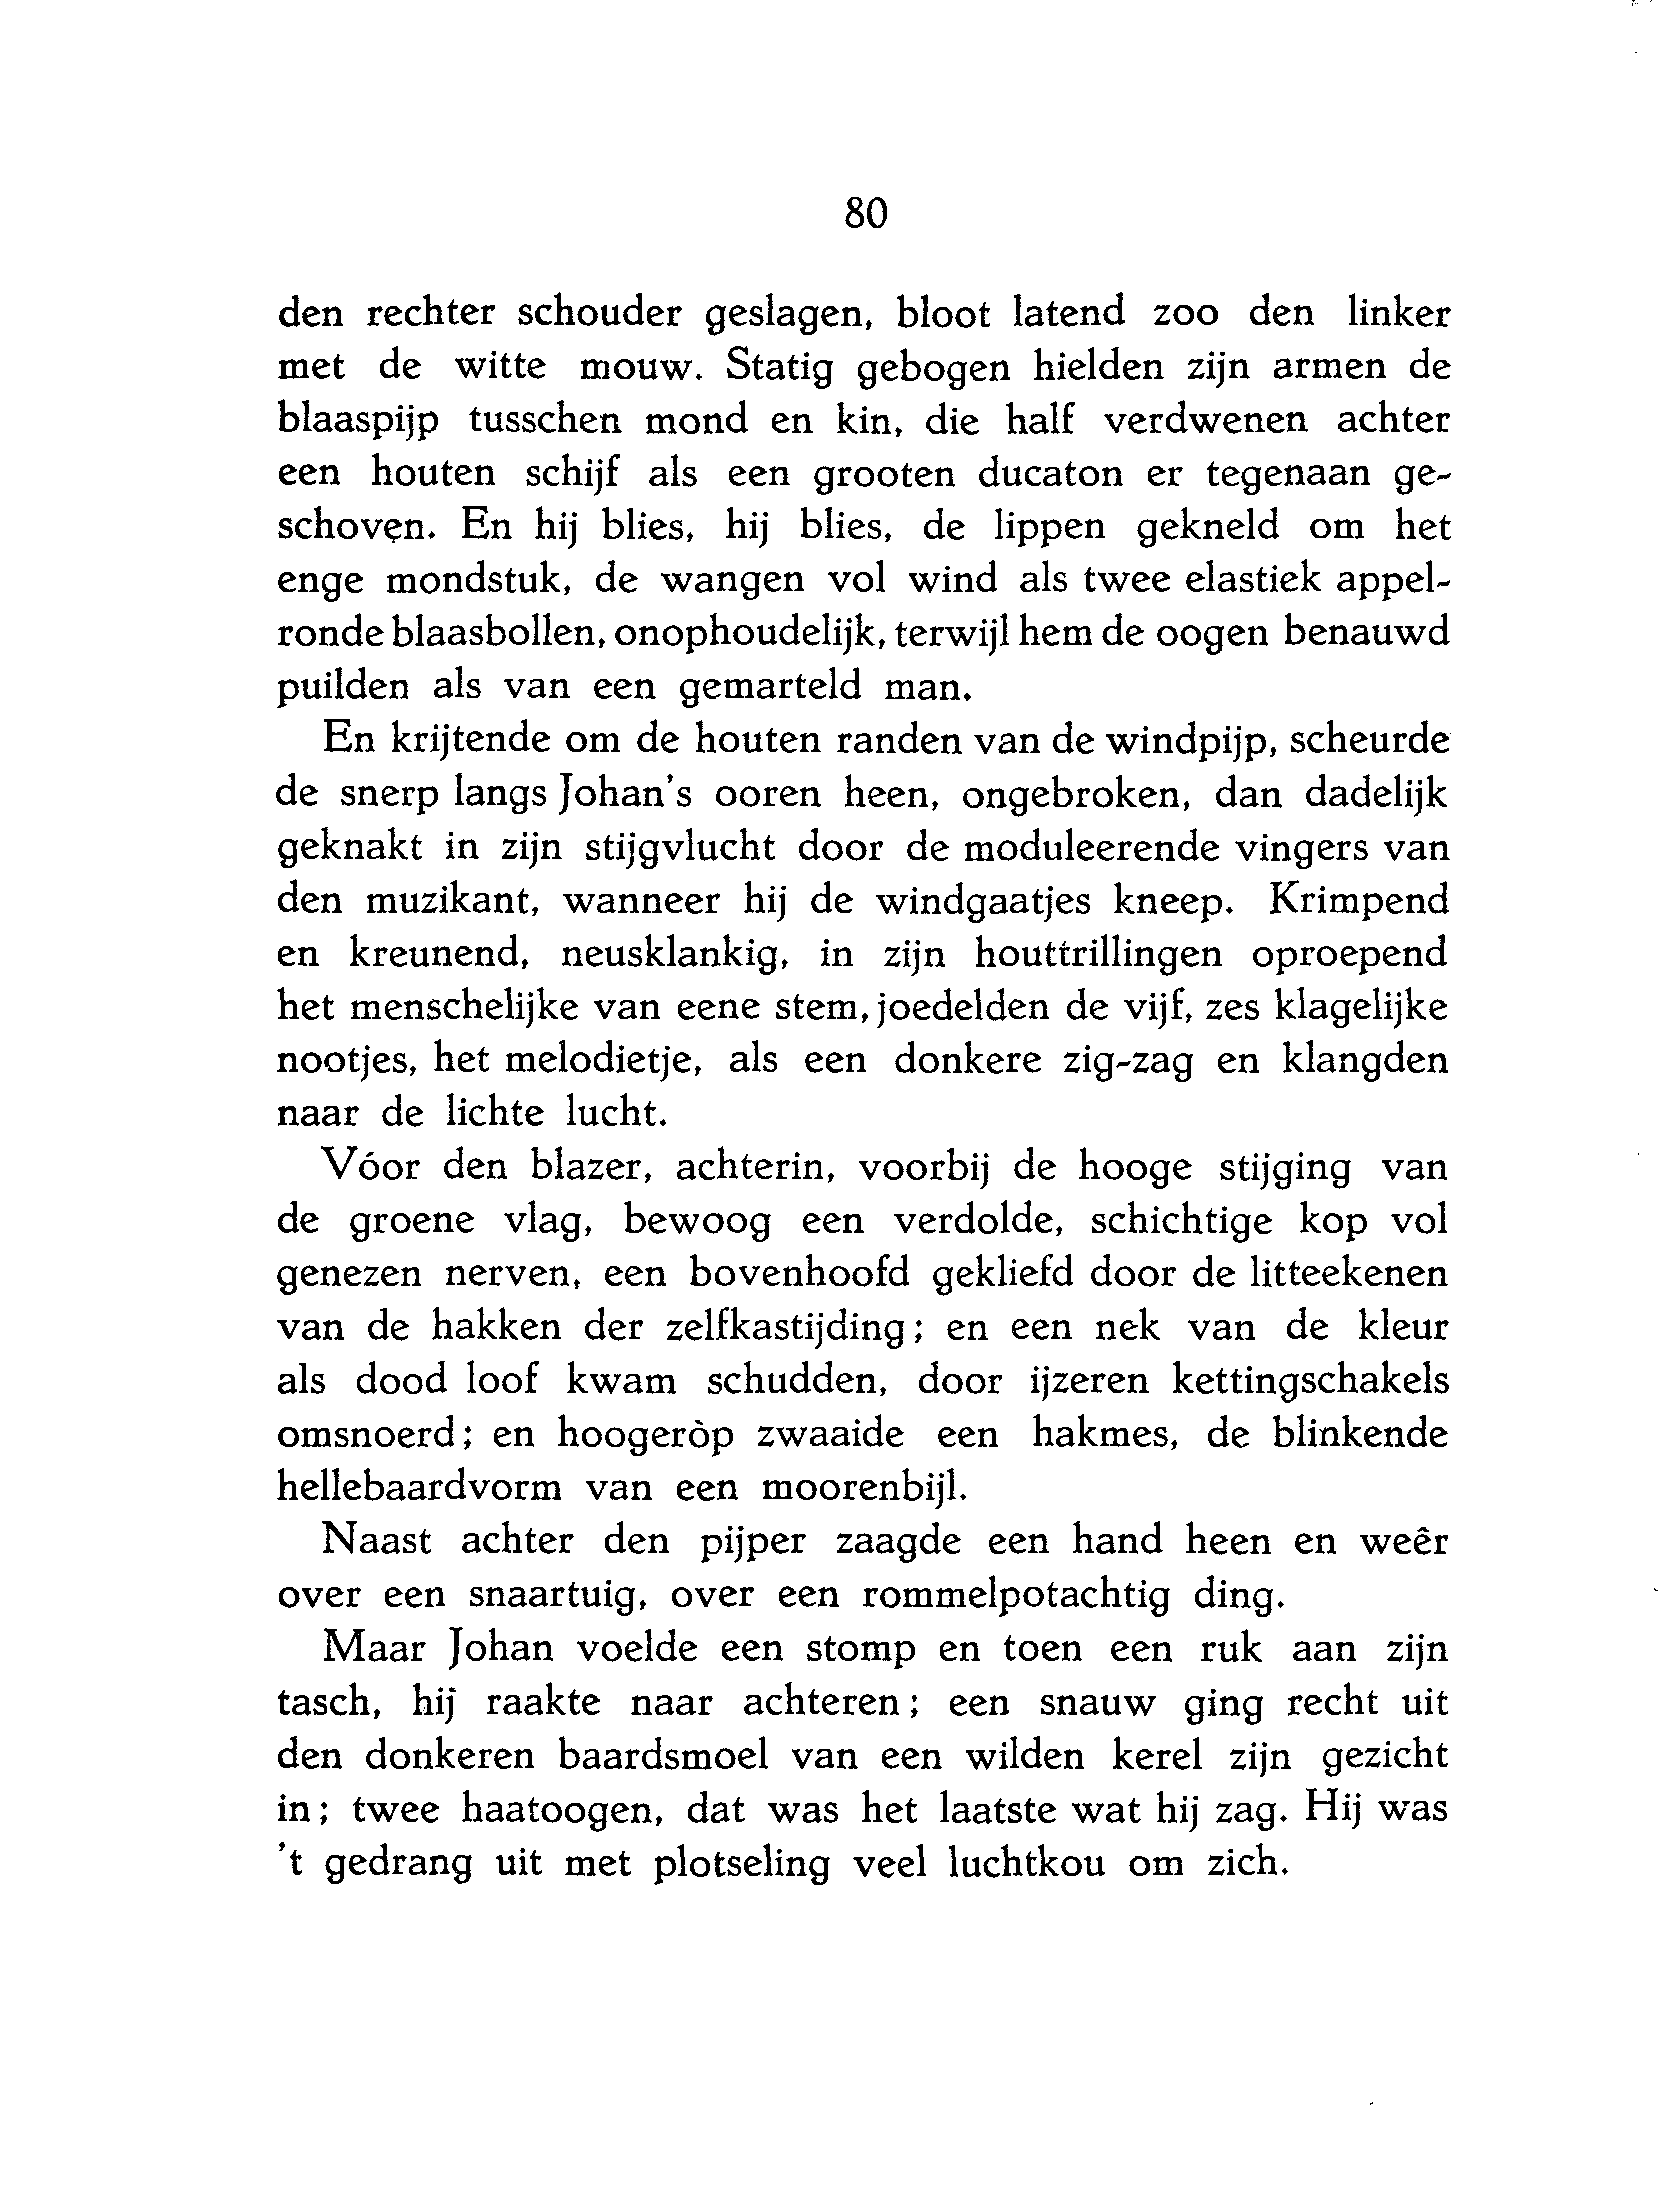 80
den rechter schouder geslagen, bloot latend zoo den linker
met de witte mouw. Statig gebogen hielden zijn armen de
blaaspijp tusschen mond en kin, die half verdwenen achter
een houten schijf als een grooten ducaton er tegenaan ge-
schoven. En hij blies, hij blies, de lippen gekneld om het
enge mondstuk, de wangen vol wind als twee elastiek appel-
ronde blaasbollen, onophoudelijk, terwijl hem de oogen benauwd
puilden als van een gemarteld man.
En krijtende om de houten randen van de windpijp, scheurde
de snerp langs Johan's ooren heen, ongebroken, dan dadelijk
geknakt in zijn stijgvlucht door de moduleerende vingers van
den muzikant, wanneer hij de windgaatjes kneep. Krimpend
en kreunend, neusklankig, in zijn houttrillingen oproepend
het menschelijke van eene stem, joedelden de vijf, zes klagelijke
nootjes, het melodietje, als een donkere zig-zag en klangden
naar de lichte lucht.
Vóor den blazer, achterin, voorbij de hooge stijging van
de groene vlag, bewoog een verdolde, schichtige kop vol
genezen nerven, een bovenhoofd gekliefd door de litteekenen
van de hakken der zelfkastijding; en een nek van de kleur
als dood loof kwam schudden, door ijzeren kettingschakels
omsnoerd; en hoogeròp zwaaide een hakmes, de blinkende
hellebaardvorm van een moorenbijl.
Naast achter den pijper zaagde een hand heen en weêr
over een snaartuig, over een rommelpotachtig ding.
Maar Johan voelde een stomp en toen een ruk aan zijn
tasch, hij raakte naar achteren; een snauw ging recht uit
den donkeren baardsmoel van een wilden kerel zijn gezicht
in; twee haatoogen, dat was het laatste wat hij zag. Hij was
't gedrang uit met plotseling veel luchtkou om zich.